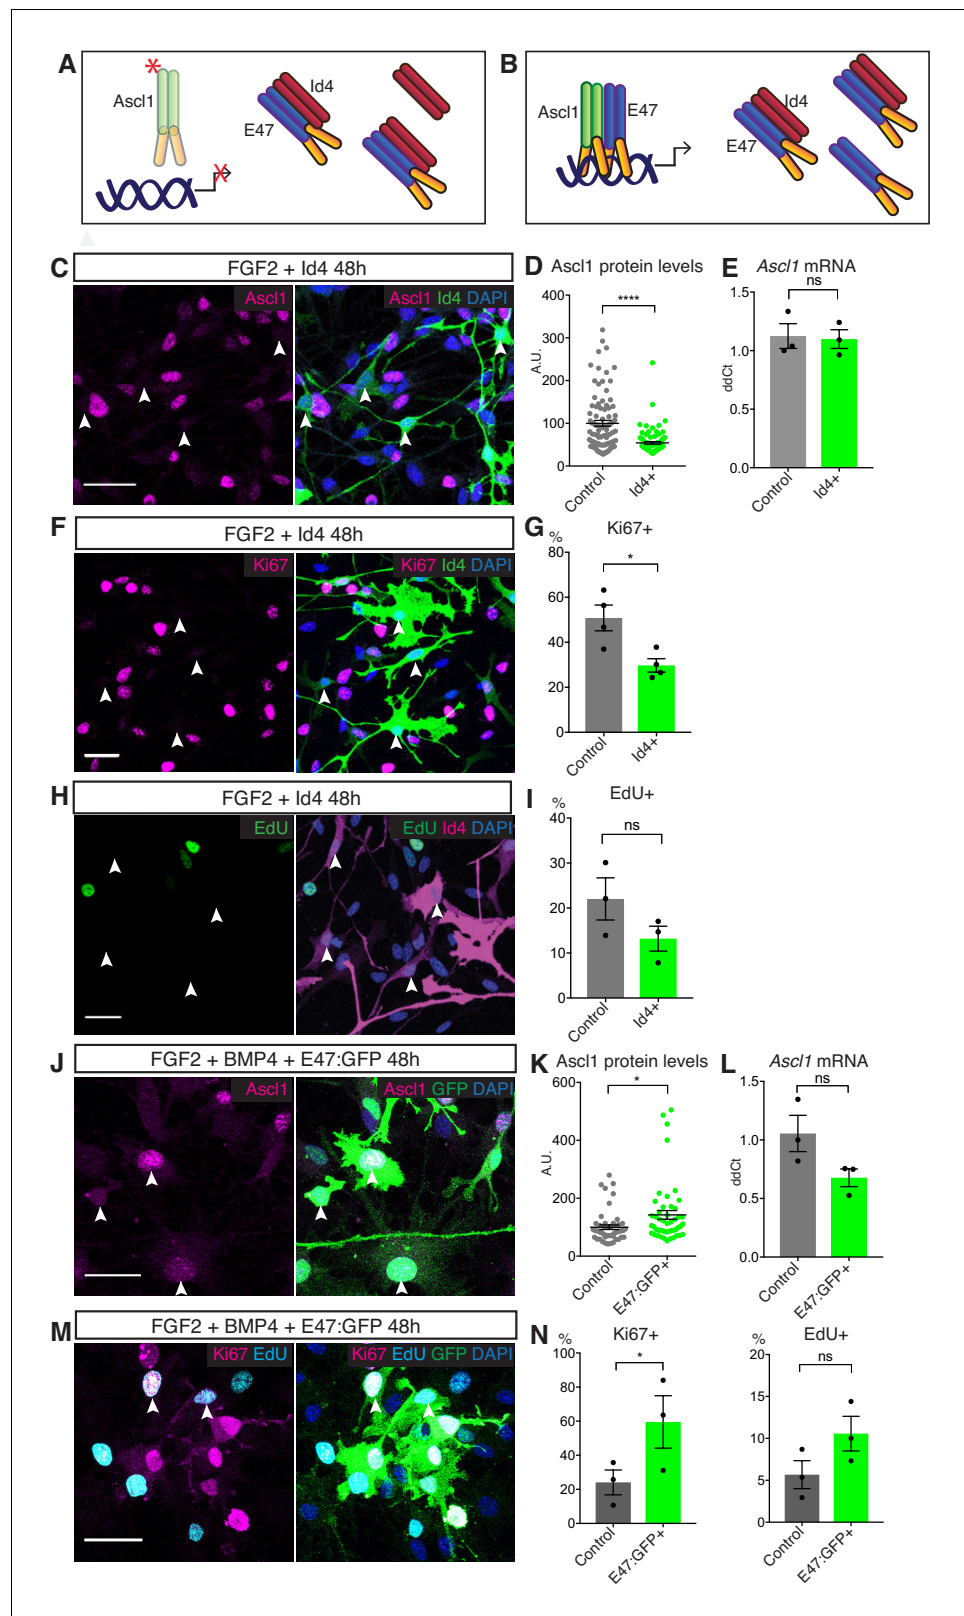 A
Ascl1
Id4
E47
B
Ascl1
E47
Id4
E47
C
FGF2 + Id4 48h
Ascl1
Ascl1 Id4 DAPI
D
Ascl1 protein levels
****
A.U.
400
300
200
100
0
Control
Id4+
E
Ascl1 mRNA
ns
ddCt
1.5
1.0
0.5
0.0
Control
Id4+
F
FGF2 + Id4 48h
Ki67
Ki67 Id4 DAPI
G
Ki67+
%
*
80
60
40
20
0
Control
Id4+
H
FGF2 + Id4 48h
EdU
EdU Id4 DAPI
I
EdU+
%
ns
40
30
20
10
0
Control
Id4+
J
FGF2 + BMP4 + E47:GFP 48h
Ascl1
Ascl1 GFP DAPI
K
Ascl1 protein levels
*
A.U.
600
400
200
0
Control
E47:GFP+
L
Ascl1 mRNA
ns
ddCt
1.5
1.0
0.5
0.0
Control
E47:GFP+
M
FGF2 + BMP4 + E47:GFP 48h
Ki67 EdU
Ki67 EdU GFP DAPI
N
Ki67+
%
*
100
80
60
40
20
0
Control
E47:GFP+
EdU+
%
ns
20
15
10
5
0
Control
E47:GFP+